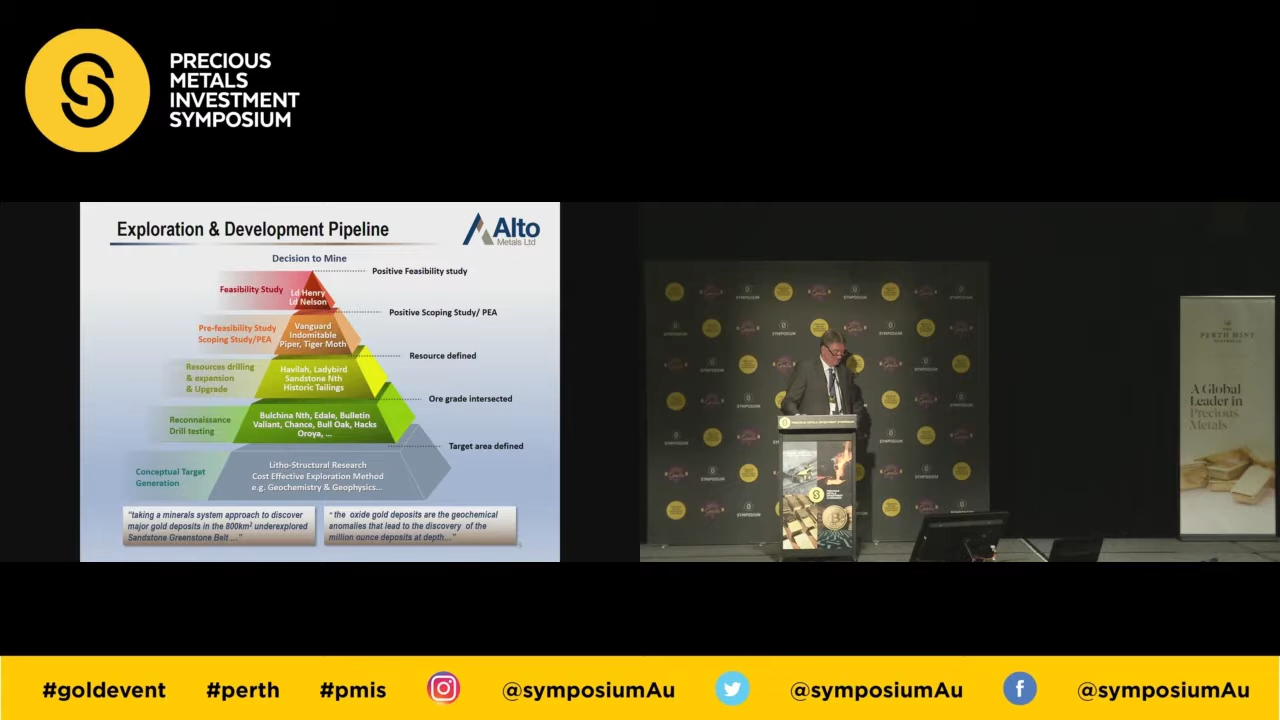 PRECIOUS
METALS
INVESTMENT
SYMPOSIUM
Exploration & Development Pipeline
Alto
Metals Ltd
Decision to Mine
Positive Feasibility study
Feasibility Study
Ld Henry
Ld Nelson
Positive Scoping Study/ PEA
Pre-feasibility Study
Scoping Study/PEA
Vanguard
Indomitable
Piper, Tiger Moth
Resource defined
Resources drilling
& expansion
& Upgrade
Havilah, Ladybird
Sandstone Nth
Historic Tailings
Ore grade intersected
Reconnaissance
Drill testing
Bulchina Nth, Edale, Bulletin
Valiant, Chance, Bull Oak, Hacks
Oroya, ...
Target area defined
Conceptual Target
Generation
Litho-Structural Research
Cost Effective Exploration Method
e.g. Geochemistry & Geophysics...
"taking a minerals system approach to discover
major gold deposits in the 800km² underexplored
Sandstone Greenstone Belt ..."
" the oxide gold deposits are the geochemical
anomalies that lead to the discovery of the
million ounce deposits at depth..."
PRECIOUS METALS INVESTMENT SYMPOSIUM
THE
PERTH MINT
AUSTRALIA
A Global
Leader in
Precious
Metals
#goldevent
#perth
#pmis
@symposiumAu
@symposiumAu
@symposiumAu